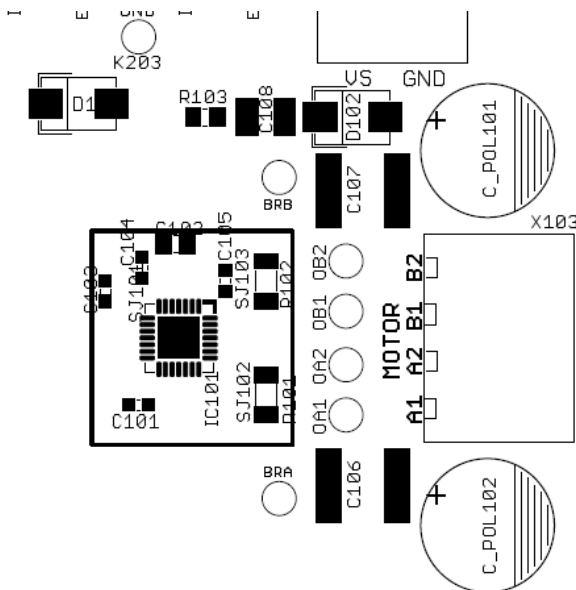 GND
K203
VS
GND
D1
R103
C108
D102
C_POL101
C107
BRB
X103
C104
C102
C105
C103
SJ101
SJ103
R102
OB2
B2
OB1
B1
MOTOR
OA2
A2
IC101
SJ102
R101
OA1
A1
C101
BRA
C106
C_POL102